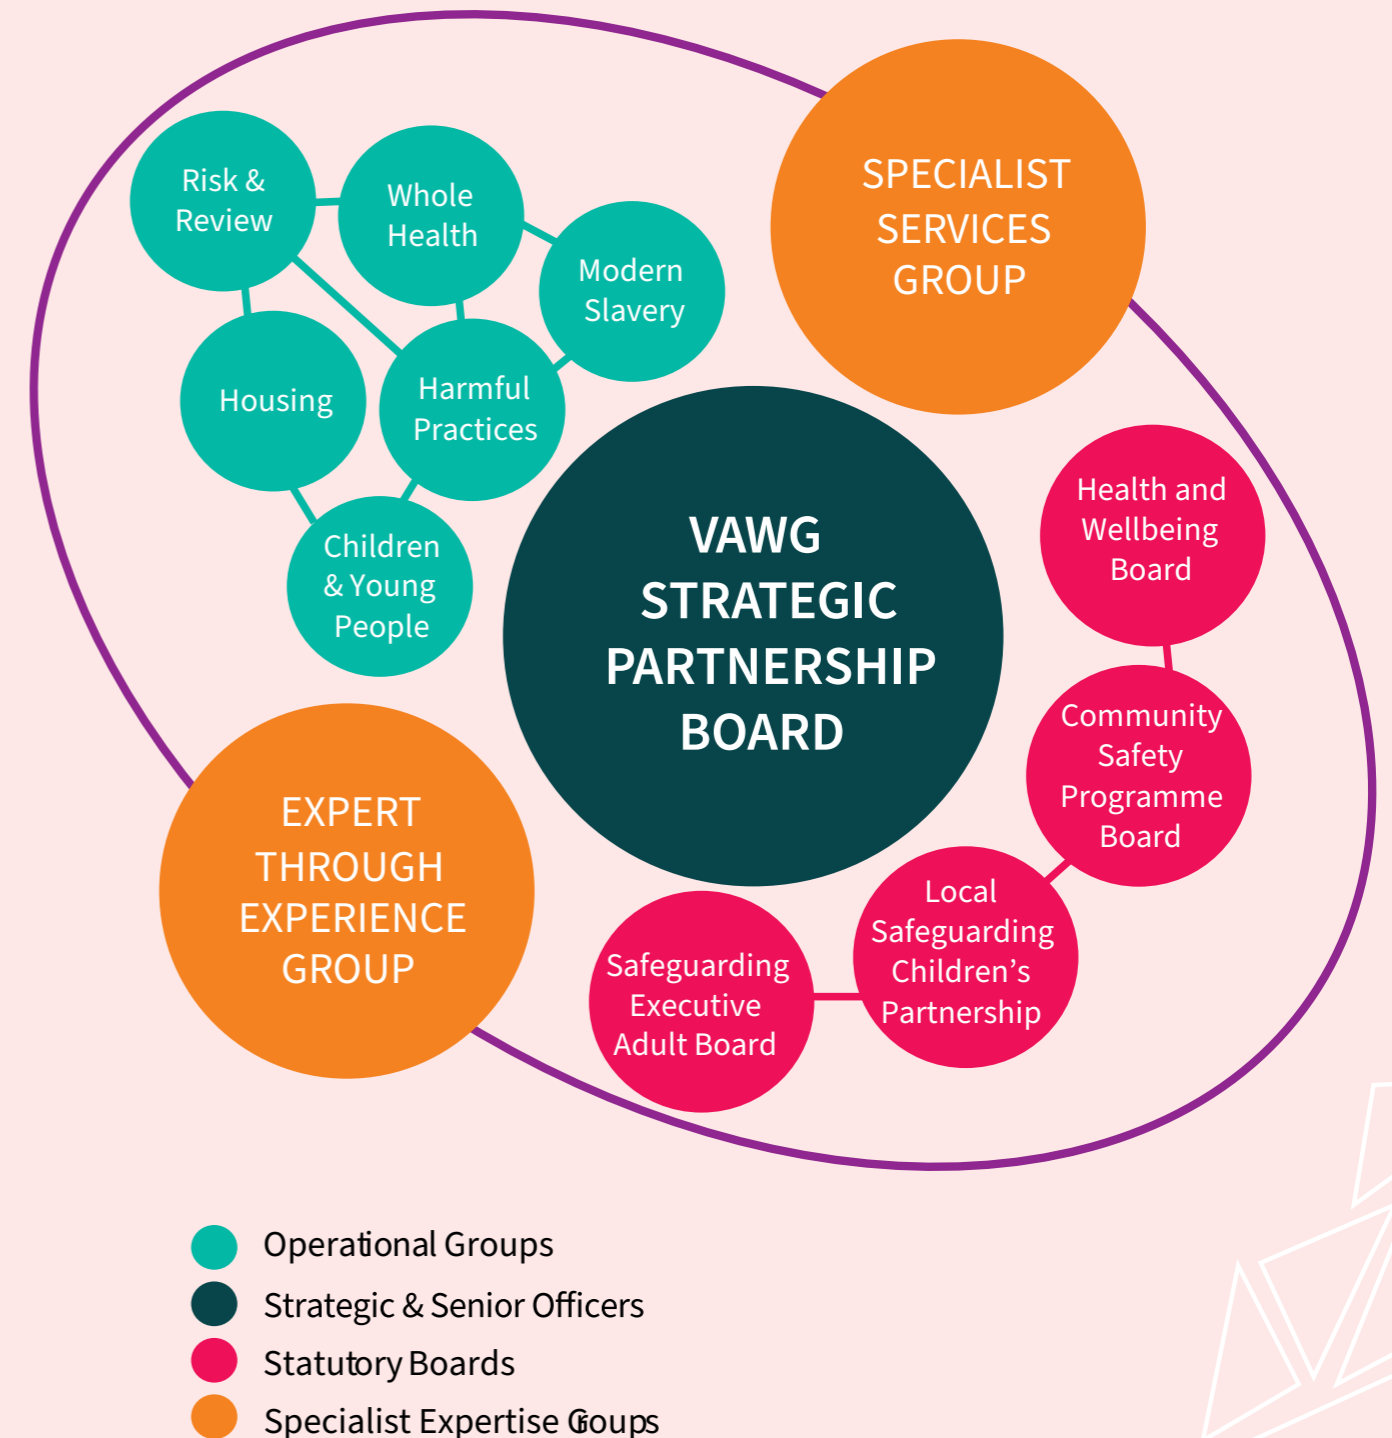 Risk &
Review
Whole
Health
Modern
Slavery
Housing
Harmful
Practices
Children
& Young
People
SPECIALIST
SERVICES
GROUP
VAWG
STRATEGIC
PARTNERSHIP
BOARD
Health and
Wellbeing
Board
Community
Safety
Programme
Board
Local
Safeguarding
Children’s
Partnership
Safeguarding
Executive
Adult Board
EXPERT
THROUGH
EXPERIENCE
GROUP
Operational Groups
Strategic & Senior Officers
Statutory Boards
Specialist Expertise Groups